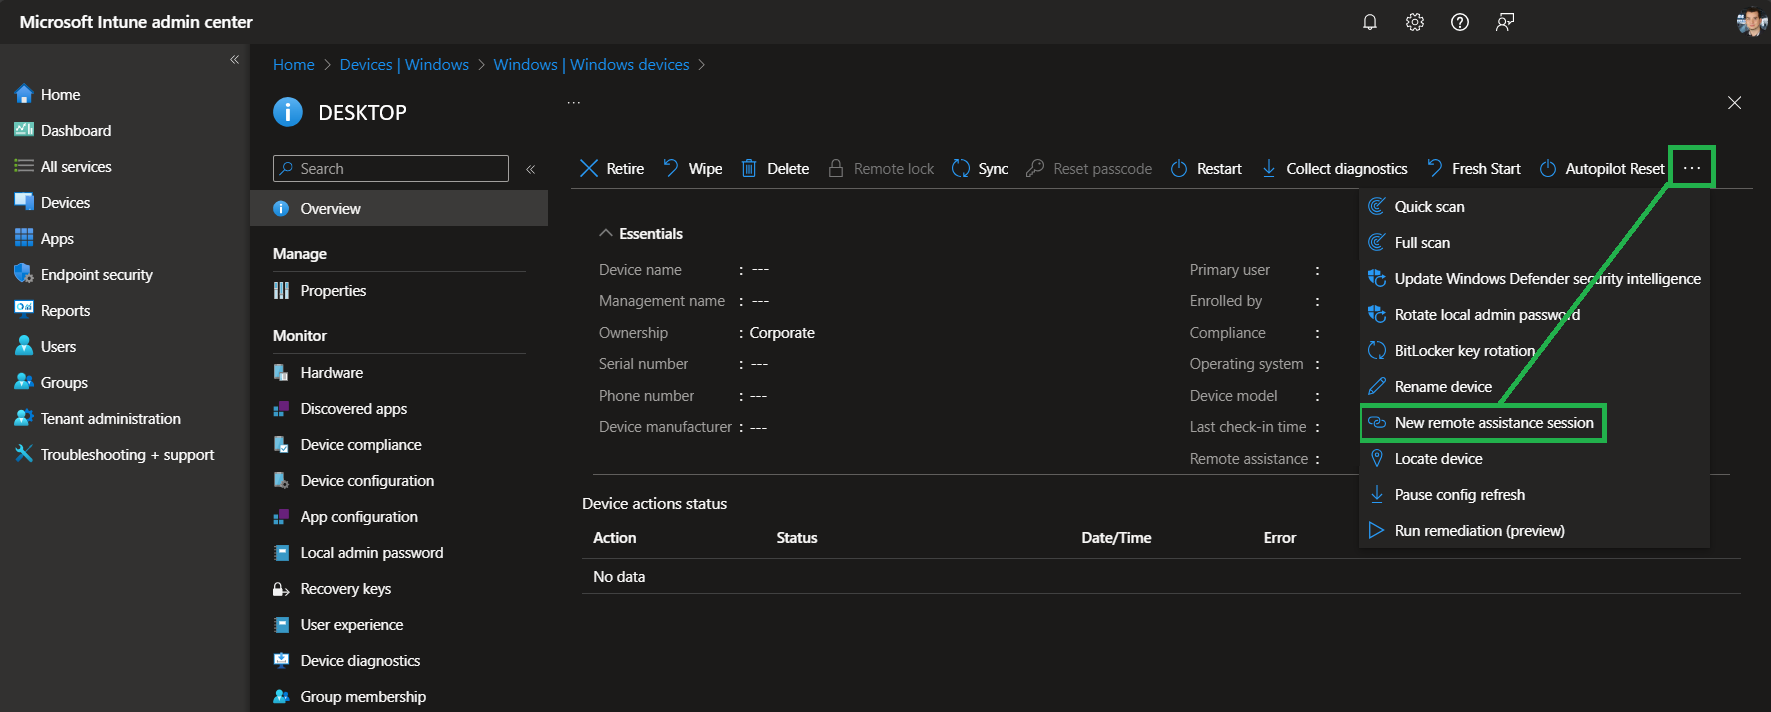 Microsoft Intune admin center
Home
Dashboard
All services
Devices
Apps
Endpoint security
Reports
Users
Groups
Tenant administration
Troubleshooting + support
Home > Devices | Windows > Windows | Windows devices >
DESKTOP
...
Search
Overview
Manage
Properties
Monitor
Hardware
Discovered apps
Device compliance
Device configuration
App configuration
Local admin password
Recovery keys
User experience
Device diagnostics
Group membership
Retire Wipe Delete Remote lock Sync Reset passcode Restart Collect diagnostics Fresh Start Autopilot Reset ...
Essentials
Device name : ---
Management name : ---
Ownership : Corporate
Serial number : ---
Phone number : ---
Device manufacturer : ---
Primary user :
Enrolled by :
Compliance :
Operating system :
Device model :
Last check-in time :
Remote assistance :
Quick scan
Full scan
Update Windows Defender security intelligence
Rotate local admin password
BitLocker key rotation
Rename device
New remote assistance session
Locate device
Pause config refresh
Run remediation (preview)
Device actions status
Action Status Date/Time Error
No data